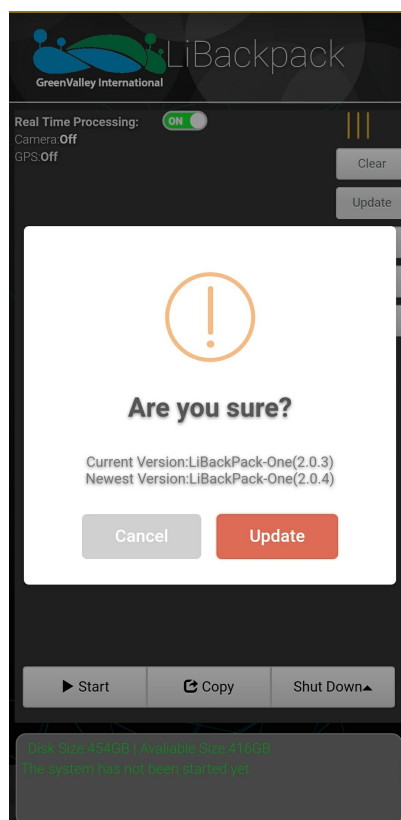 LiBackpack
GreenValley International
Real Time Processing: ON
Camera:Off
GPS:Off
Clear
Update
Are you sure?
Current Version:LiBackPack-One(2.0.3)
Newest Version:LiBackPack-One(2.0.4)
Cancel Update
Start Copy Shut Down
Disk Size:454GB | Avaliable Size:416GB
The system has not been started yet.